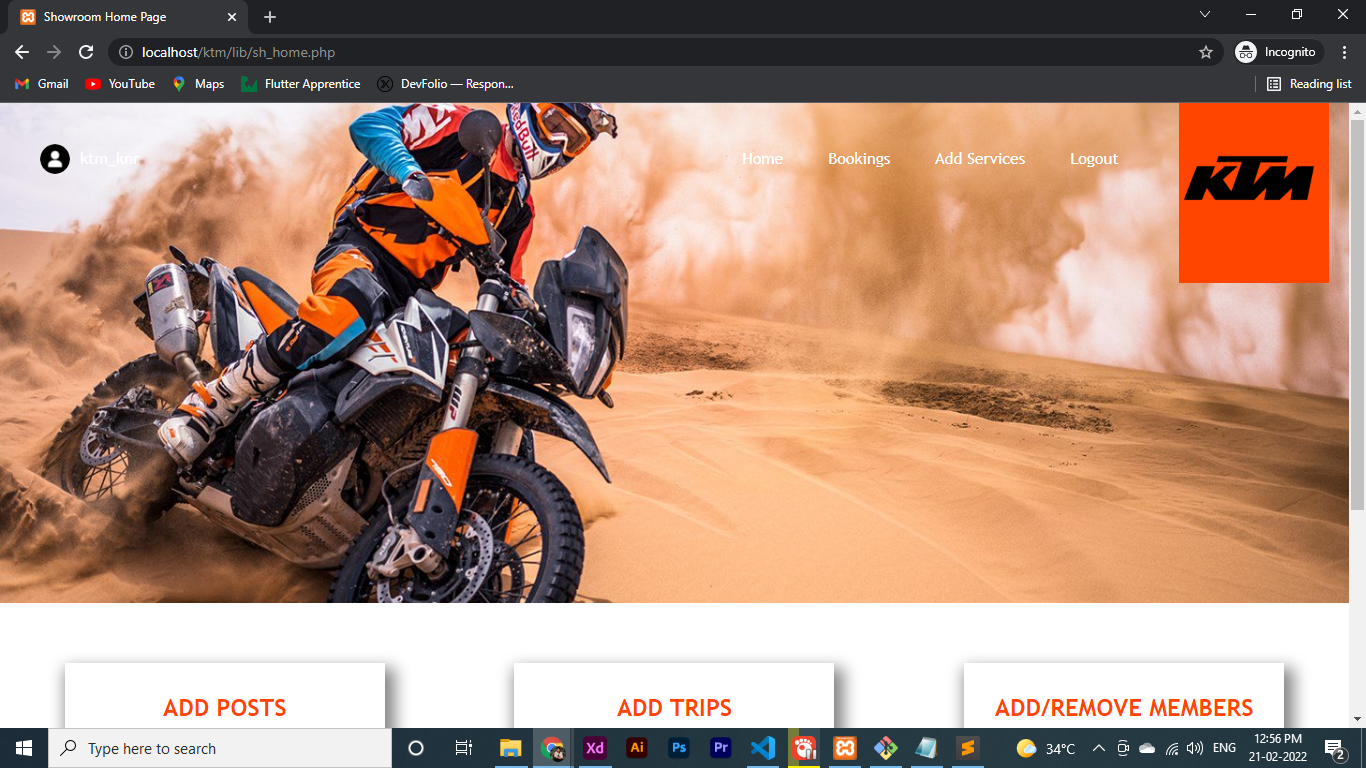 Showroom Home Page
localhost/ktm/lib/sh_home.php
Incognito
Gmail
YouTube
Maps
Flutter Apprentice
DevFolio — Respon...
Reading list
ktm_knr
Home
Bookings
Add Services
Logout
KTM
Red Bull
790
ADD POSTS
ADD TRIPS
ADD/REMOVE MEMBERS
Type here to search
Xd
Ai
Ps
Pr
34°C
ENG
12:56 PM
21-02-2022
2